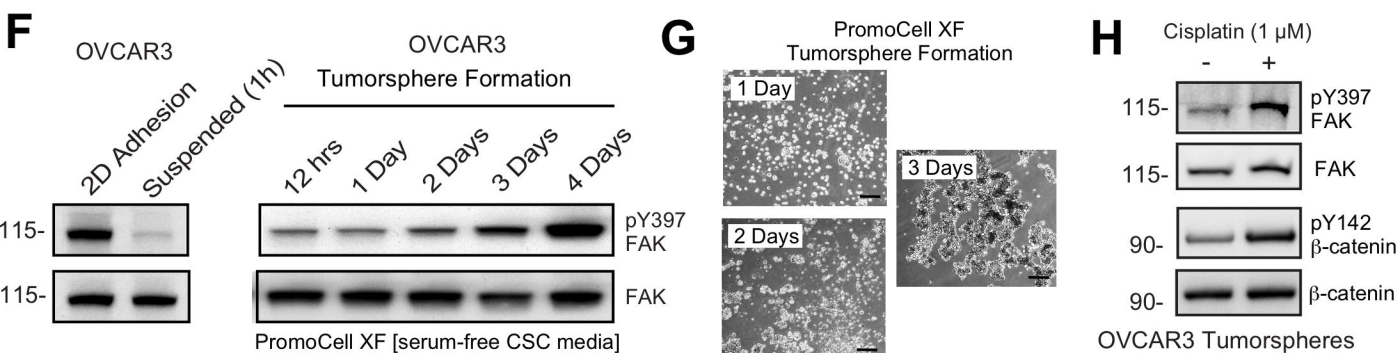 F
OVCAR3
2D Adhesion
Suspended (1h)
115-
115-
OVCAR3
Tumorsphere Formation
12 hrs
1 Day
2 Days
3 Days
4 Days
pY397
FAK
FAK
PromoCell XF [serum-free CSC media]
G
PromoCell XF
Tumorsphere Formation
1 Day
2 Days
3 Days
H
Cisplatin (1 µM)
- +
115-
pY397
FAK
115-
FAK
90-
pY142
β-catenin
90-
β-catenin
OVCAR3 Tumorspheres